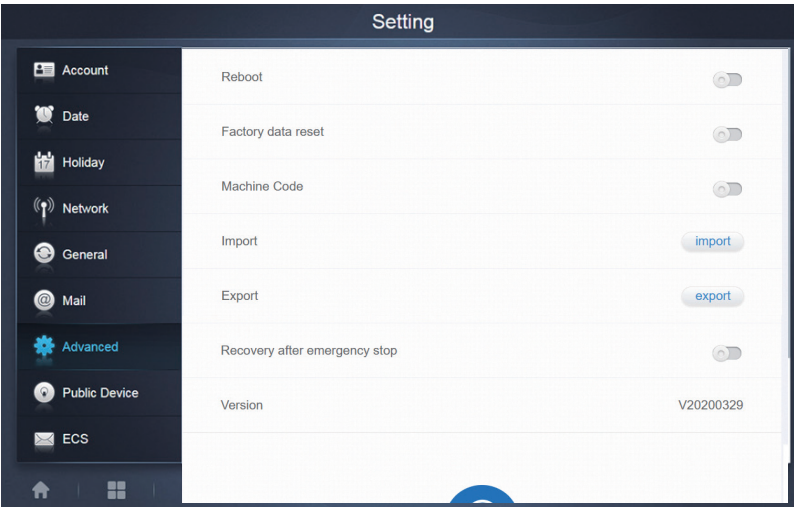 Setting
Account
Date
17
Holiday
Network
General
@
Mail
Advanced
Public Device
ECS
Reboot
Factory data reset
Machine Code
Import import
Export export
Recovery after emergency stop
Version V20200329